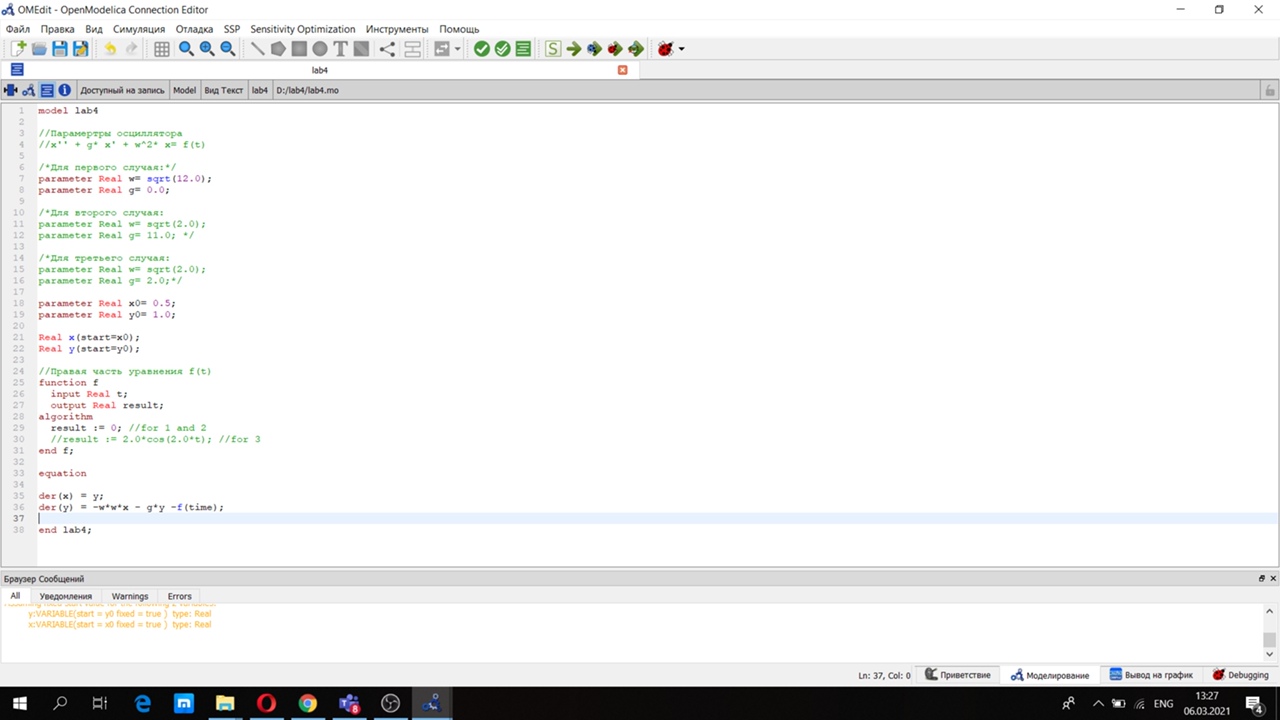 OMEdit - OpenModelica Connection Editor
Файл Правка Вид Симуляция Отладка SSP Sensitivity Optimization Инструменты Помощь
lab4
Доступный на запись Model Вид Текст lab4 D:/lab4/lab4.mo
1 model lab4
2
3 //Парамертры осциллятора
4 //x'' + g* x' + w^2* x= f(t)
5
6 /*Для первого случая:*/
7 parameter Real w= sqrt(12.0);
8 parameter Real g= 0.0;
9
10 /*Для второго случая:
11 parameter Real w= sqrt(2.0);
12 parameter Real g= 11.0; */
13
14 /*Для третьего случая:
15 parameter Real w= sqrt(2.0);
16 parameter Real g= 2.0;*/
17
18 parameter Real x0= 0.5;
19 parameter Real y0= 1.0;
20
21 Real x(start=x0);
22 Real y(start=y0);
23
24 //Правая часть уравнения f(t)
25 function f
26 input Real t;
27 output Real result;
28 algorithm
29 result := 0; //for 1 and 2
30 //result := 2.0*cos(2.0*t); //for 3
31 end f;
32
33 equation
34
35 der(x) = y;
36 der(y) = -w*w*x - g*y -f(time);
37
38 end lab4;
Браузер Сообщений
All Уведомления Warnings Errors
y:VARIABLE(start = y0 fixed = true ) type: Real
x:VARIABLE(start = x0 fixed = true ) type: Real
Ln: 37, Col: 0 Приветствие Моделирование Вывод на график Debugging
ENG 13:27
06.03.2021
8
4